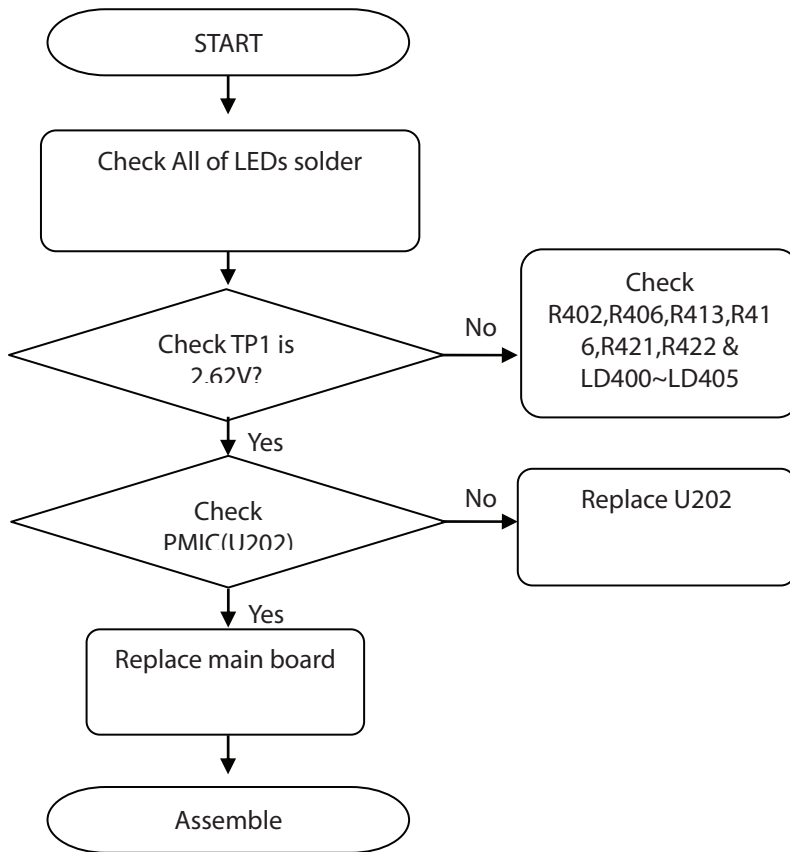 START
Check All of LEDs solder
Check TP1 is
2.62V?
No
Check
R402,R406,R413,R41
6,R421,R422 &
LD400~LD405
Yes
Check
PMIC(U202)
No
Replace U202
Yes
Replace main board
Assemble